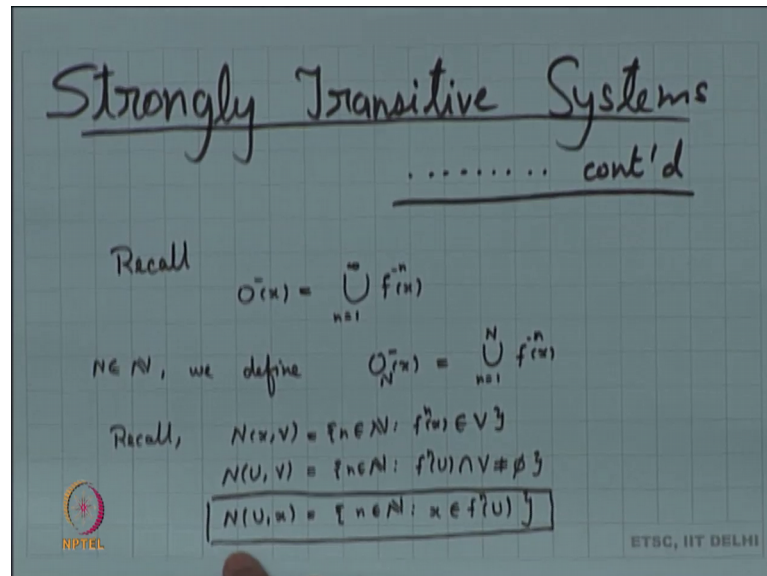 Strongly Transitive Systems
......... cont'd
Recall
O⁻(x) = ⋃_{n=1}^{∞} f⁻ⁿ(x)
N ∈ ℕ, we define O⁻_N(x) = ⋃_{n=1}^{N} f⁻ⁿ(x)
Recall, N(x,V) = {n ∈ ℕ : fⁿ(x) ∈ V}
N(U,V) = {n ∈ ℕ : fⁿ(U) ∩ V ≠ ∅}
N(U,x) = {n ∈ ℕ : x ∈ fⁿ(U)}
NPTEL
ETSC, IIT DELHI